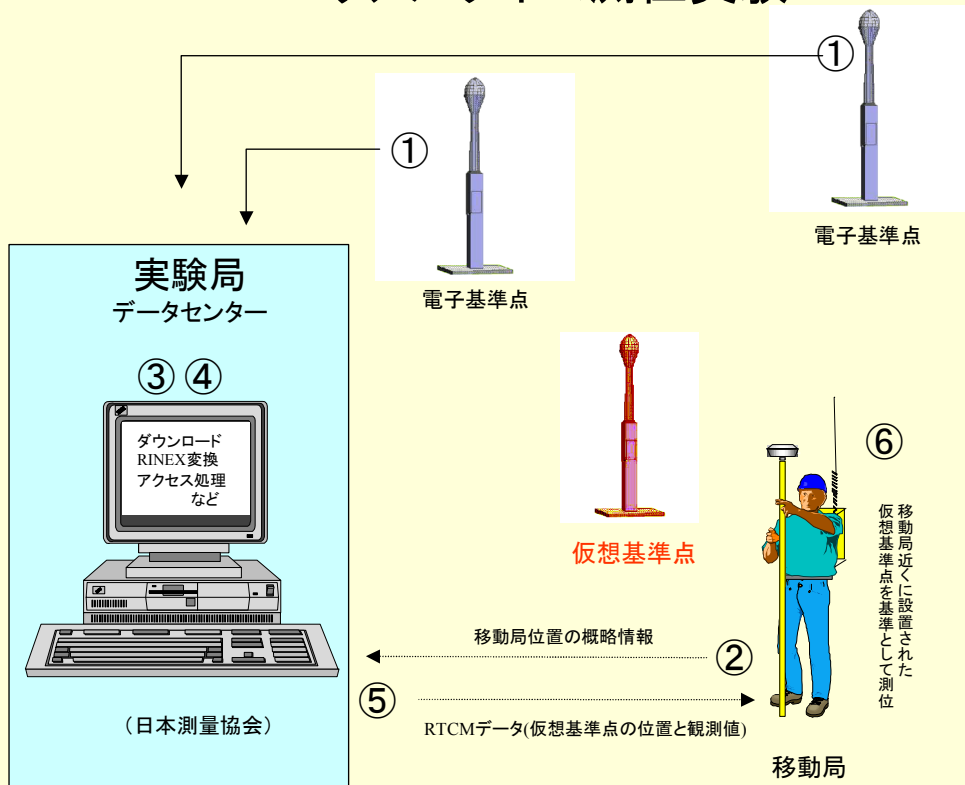 ①
①
電子基準点
電子基準点
実験局
データセンター
③ ④
ダウンロード
RINEX変換
アクセス処理
など
(日本測量協会)
仮想基準点
⑥
移動局近くに設置された
仮想基準点を基準として測位
移動局位置の概略情報
②
⑤
RTCMデータ(仮想基準点の位置と観測値)
移動局